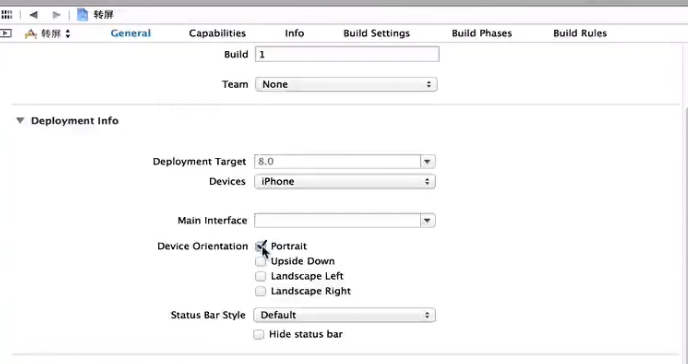 转屏
转屏 General Capabilities Info Build Settings Build Phases Build Rules
Build 1
Team None
Deployment Info
Deployment Target 8.0
Devices iPhone
Main Interface
Device Orientation Portrait
Upside Down
Landscape Left
Landscape Right
Status Bar Style Default
Hide status bar